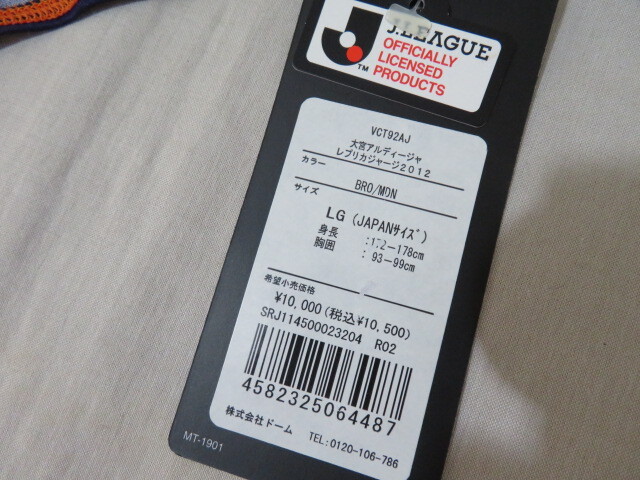 J.LEAGUE
OFFICIALLY
LICENSED
PRODUCTS
TM
VCT92AJ
大宮アルディージャ
レプリカジャージ2012
カラー
BRO/MDN
サイズ
LG (JAPANｻｲｽﾞ)
身長 :172-178cm
胸囲 : 93-99cm
希望小売価格
¥10,000(税込¥10,500)
SRJ114500023204 R02
4582325064487
株式会社ドーム TEL:0120-106-786
MT-1901